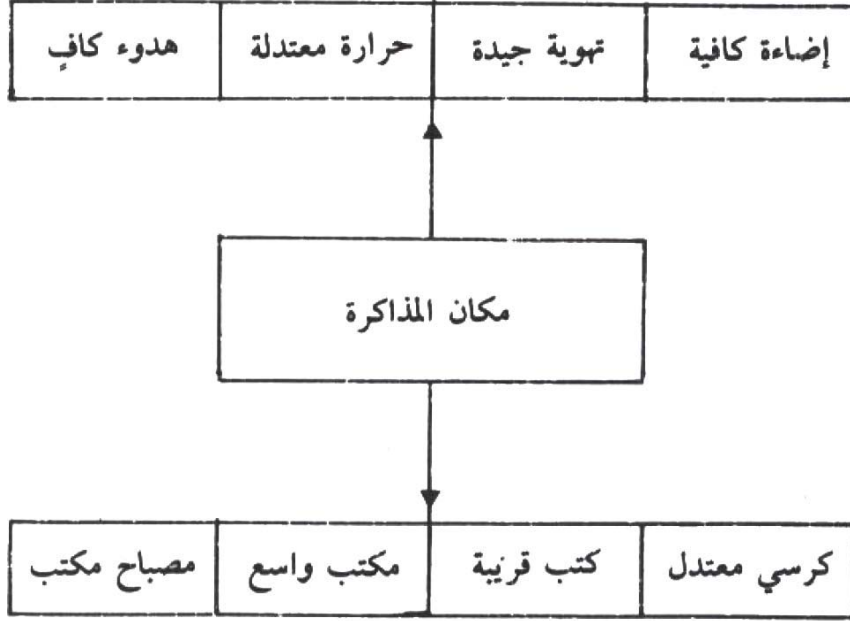 إضاءة كافية تهوية جيدة حرارة معتدلة هدوء كافٍ
مكان المذاكرة
كرسي معتدل كتب قريبة مكتب واسع مصباح مكتب